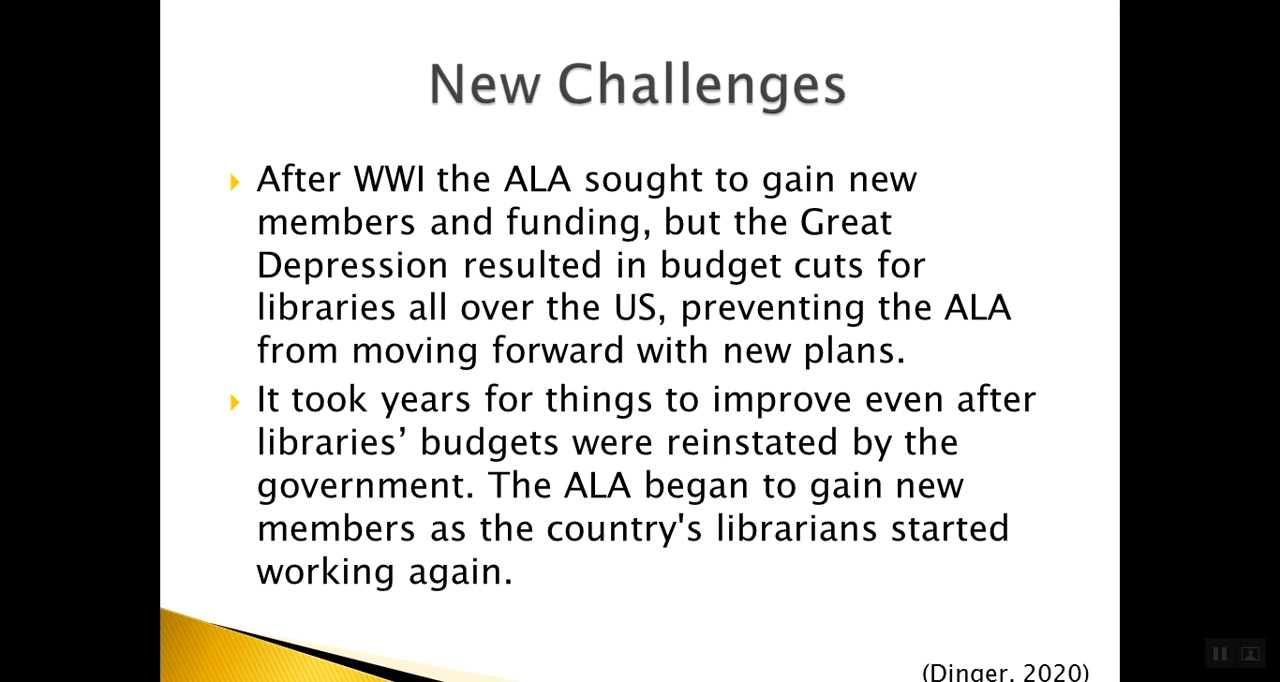 New Challenges
After WWI the ALA sought to gain new
members and funding, but the Great
Depression resulted in budget cuts for
libraries all over the US, preventing the ALA
from moving forward with new plans.
It took years for things to improve even after
libraries’ budgets were reinstated by the
government. The ALA began to gain new
members as the country's librarians started
working again.
(Dinger, 2020)